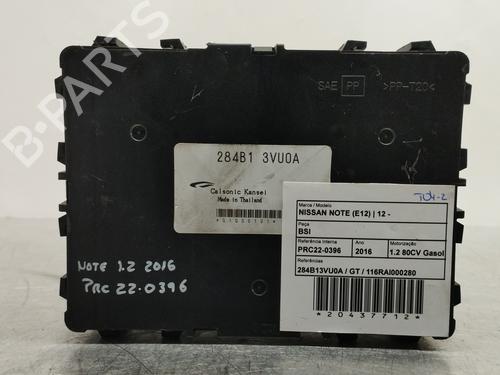 B-PARTS
SAE PP >PP-T20<
284B1 3VU0A
Calsonic Kansei
Made in Thailand
NOTE 1.2 2016
PRC 22-0396
Marca / Modelo
NISSAN NOTE (E12) | 12 -
Peça
BSI
Referência Interna
PRC22-0396
Ano
2016
Motorização
1.2 80CV Gasol
Referências
284B13VU0A / GT / 116RAI000280
*20437712*